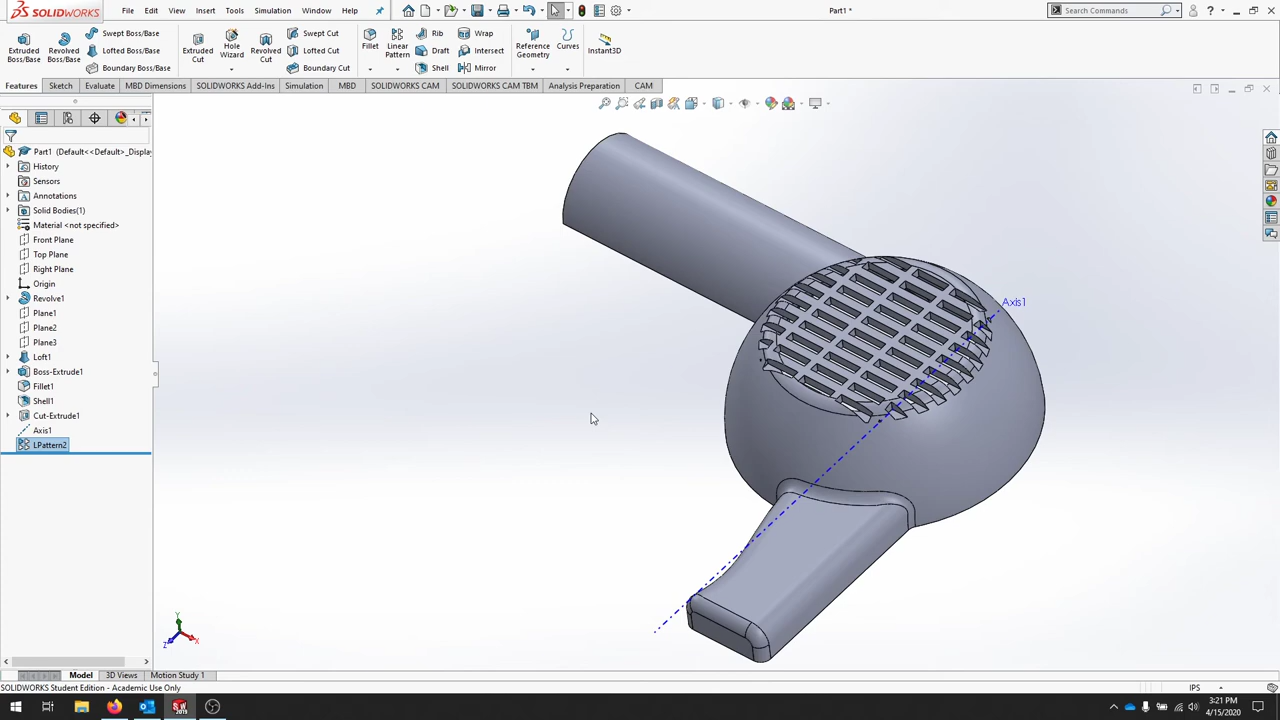 SOLIDWORKS File Edit View Insert Tools Simulation Window Help Part1 * Search Commands
Extruded Boss/Base
Revolved Boss/Base
Swept Boss/Base
Lofted Boss/Base
Boundary Boss/Base
Extruded Cut
Hole Wizard
Revolved Cut
Swept Cut
Lofted Cut
Boundary Cut
Fillet
Linear Pattern
Rib
Draft
Shell
Wrap
Intersect
Mirror
Reference Geometry
Curves
Instant3D
Features Sketch Evaluate MBD Dimensions SOLIDWORKS Add-Ins Simulation MBD SOLIDWORKS CAM SOLIDWORKS CAM TBM Analysis Preparation CAM
Part1 (Default<<Default>_Display
History
Sensors
Annotations
Solid Bodies(1)
Material <not specified>
Front Plane
Top Plane
Right Plane
Origin
Revolve1
Plane1
Plane2
Plane3
Loft1
Boss-Extrude1
Fillet1
Shell1
Cut-Extrude1
Axis1
LPattern2
Axis1
Y
Z X
Model 3D Views Motion Study 1
SOLIDWORKS Student Edition - Academic Use Only IPS
3:21 PM
4/15/2020